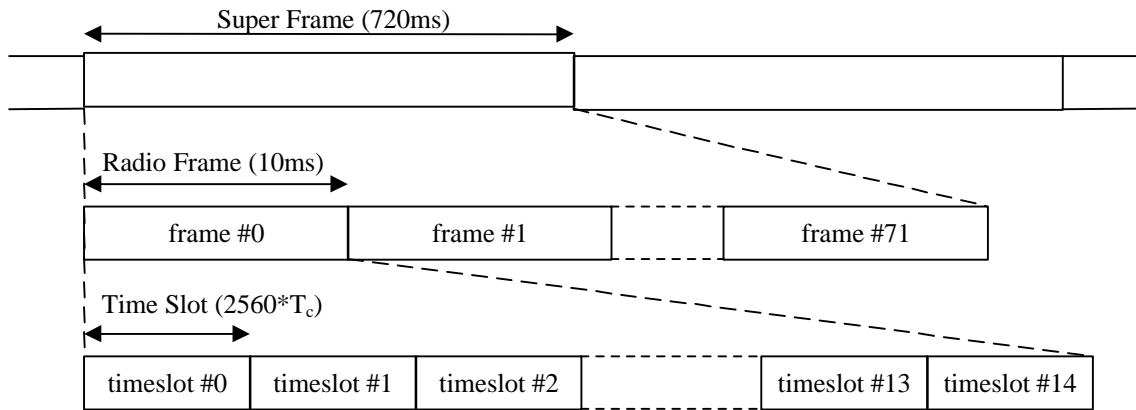 Super Frame (720ms)
Radio Frame (10ms)
frame #0 frame #1 frame #71
Time Slot (2560*Tc)
timeslot #0 timeslot #1 timeslot #2 timeslot #13 timeslot #14